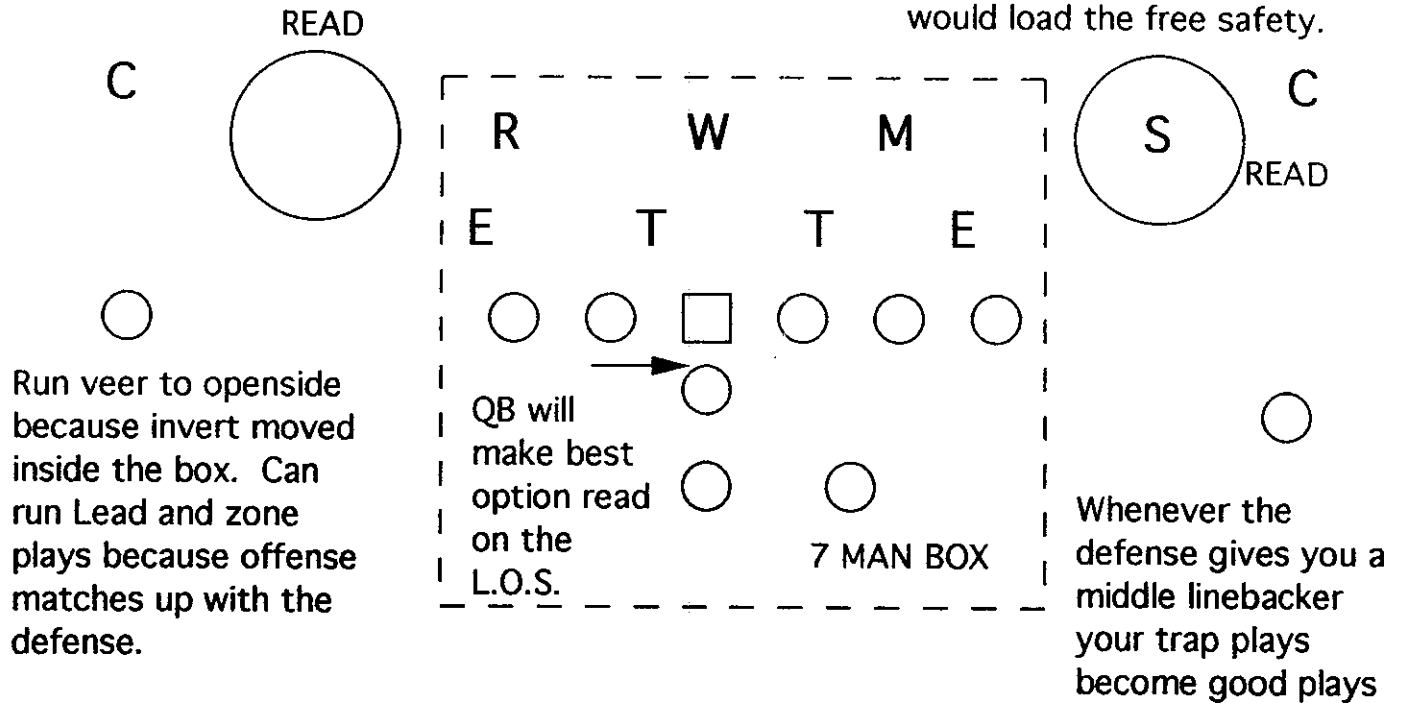 would load the free safety.
READ
C
C
R W M
S
READ
E T T E
Run veer to openside
because invert moved
inside the box. Can
run Lead and zone
plays because offense
matches up with the
defense.
QB will
make best
option read
on the
L.O.S.
7 MAN BOX
Whenever the
defense gives you a
middle linebacker
your trap plays
become good plays